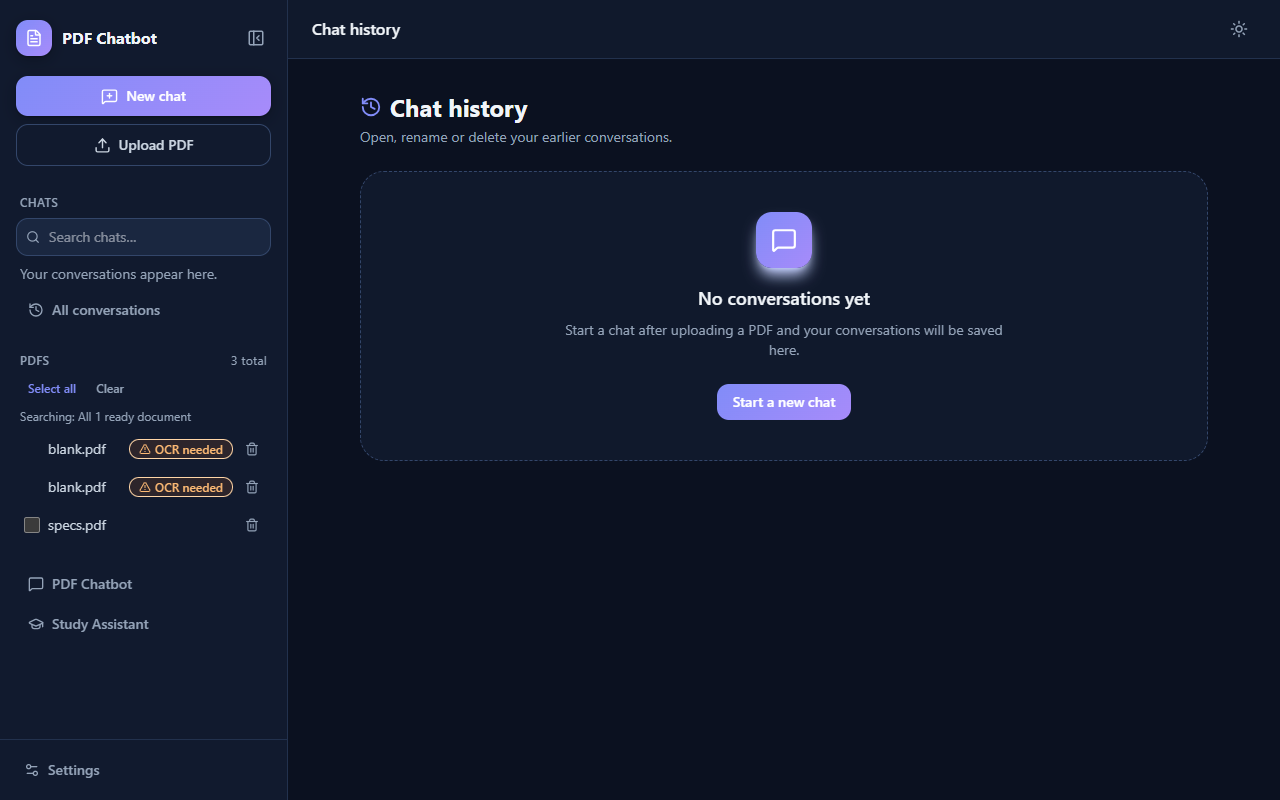 PDF Chatbot
New chat
Upload PDF
CHATS
Search chats...
Your conversations appear here.
All conversations
PDFS 3 total
Select all Clear
Searching: All 1 ready document
blank.pdf OCR needed
blank.pdf OCR needed
specs.pdf
PDF Chatbot
Study Assistant
Settings
Chat history
Chat history
Open, rename or delete your earlier conversations.
No conversations yet
Start a chat after uploading a PDF and your conversations will be saved
here.
Start a new chat